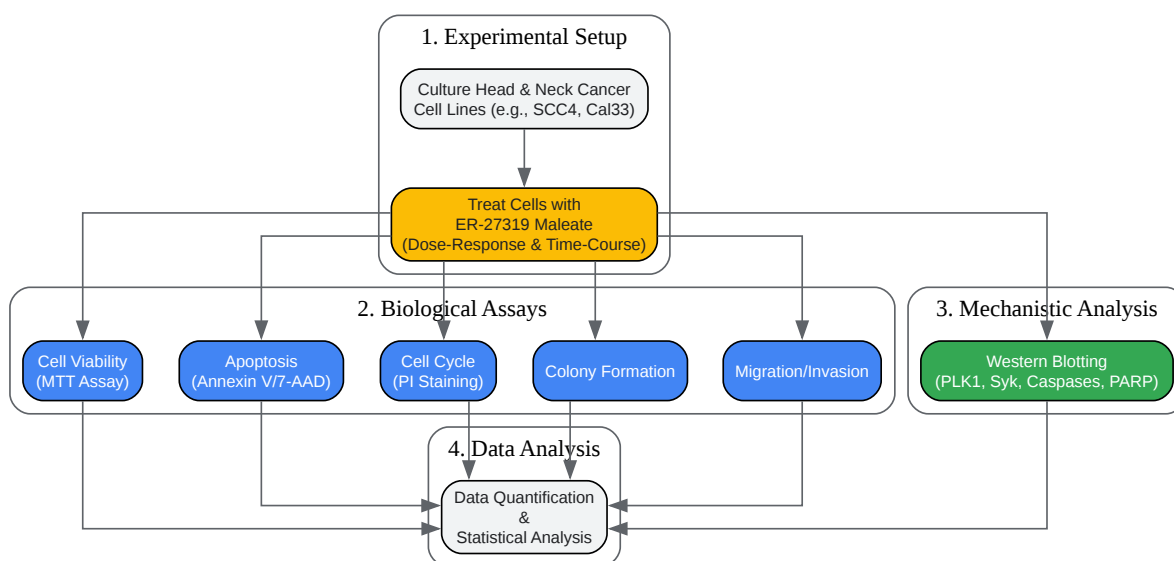 1. Experimental Setup
Culture Head & Neck Cancer
Cell Lines (e.g., SCC4, Cal33)
Treat Cells with
ER-27319 Maleate
(Dose-Response & Time-Course)
2. Biological Assays
Cell Viability
(MTT Assay)
Apoptosis
(Annexin V/7-AAD)
Cell Cycle
(PI Staining)
Colony Formation
Migration/Invasion
3. Mechanistic Analysis
Western Blotting
(PLK1, Syk, Caspases, PARP)
4. Data Analysis
Data Quantification
&
Statistical Analysis